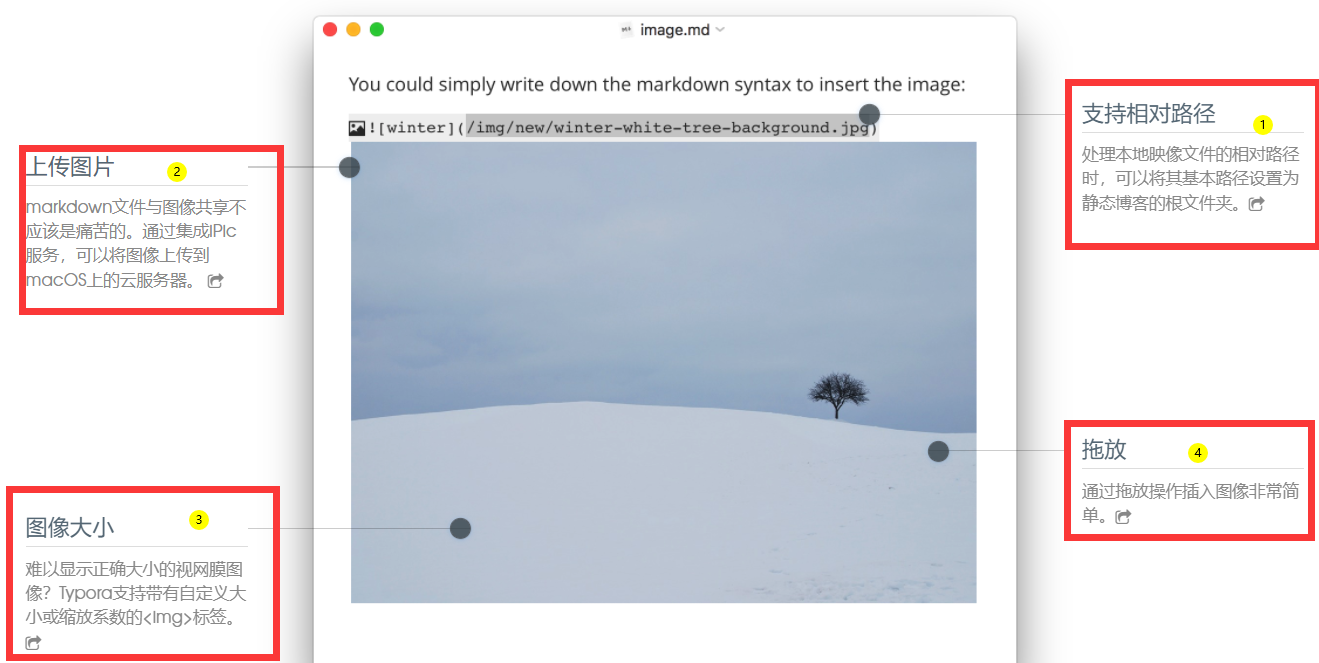 image.md
You could simply write down the markdown syntax to insert the image:
![winter](/img/new/winter-white-tree-background.jpg)
支持相对路径
1
处理本地映像文件的相对路径
时，可以将其基本路径设置为
静态博客的根文件夹。
上传图片
2
markdown文件与图像共享不
应该是痛苦的。通过集成iPic
服务，可以将图像上传到
macOS上的云服务器。
图像大小
3
难以显示正确大小的视网膜图
像？Typora支持带有自定义大
小或缩放系数的<img>标签。
拖放
4
通过拖放操作插入图像非常简
单。